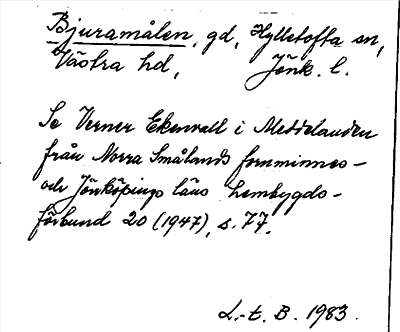 Bjuramålen, gd, Hylletofta sn,
Västra hd, Jönk. l.
Se Verner Ekenvall i Meddelanden
från Norra Smålands fornminnes-
och Jönköpings läns hembygds-
förbund 20 (1947), s. 77.
L.-t. B. 1983.